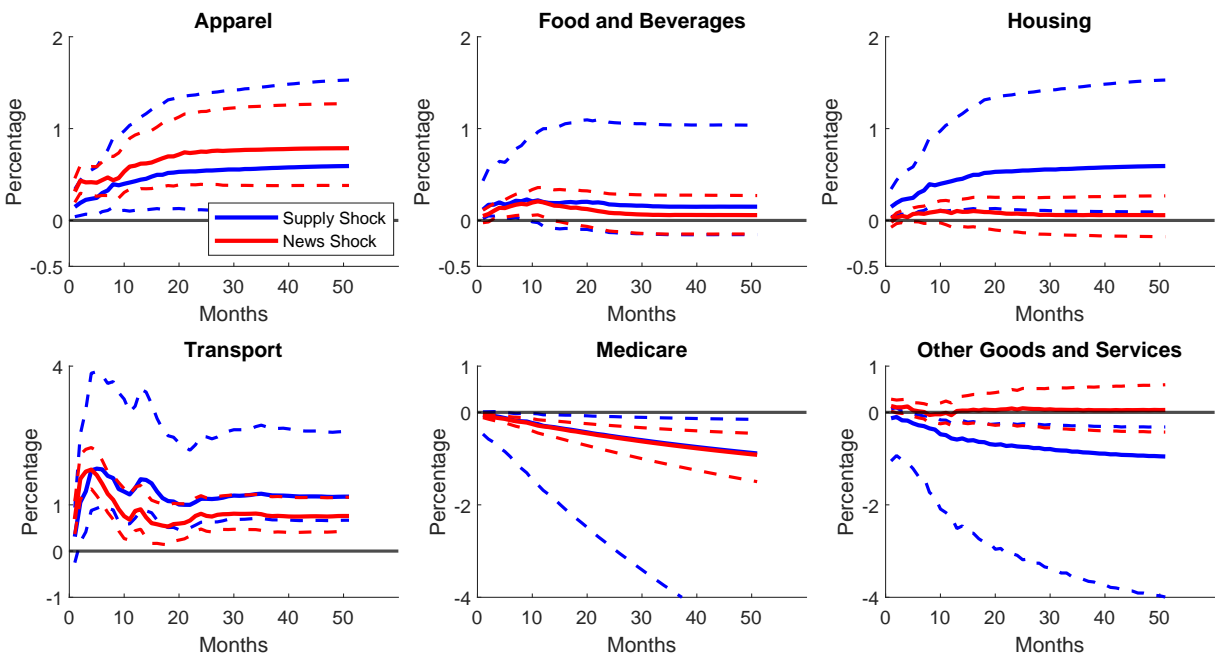 Apparel
2
1
0
-0.5
Percentage
0 10 20 30 40 50
Months
Supply Shock
News Shock
Food and Beverages
2
1
0
-0.5
Percentage
0 10 20 30 40 50
Months
Housing
2
1
0
-0.5
Percentage
0 10 20 30 40 50
Months
Transport
4
1
0
-1
Percentage
0 10 20 30 40 50
Months
Medicare
1
0
-2
-4
Percentage
0 10 20 30 40 50
Months
Other Goods and Services
1
0
-2
-4
Percentage
0 10 20 30 40 50
Months